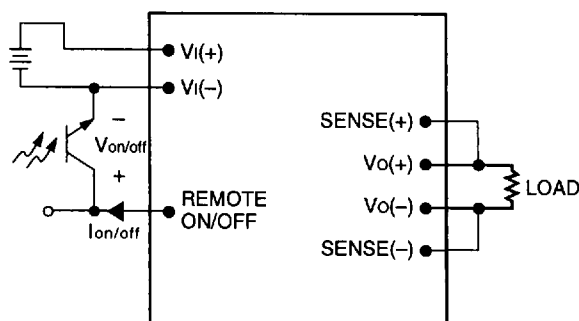 VI(+)
VI(−)
−
Von/off
+
REMOTE
ON/OFF
Ion/off
SENSE(+)
VO(+)
LOAD
VO(−)
SENSE(−)